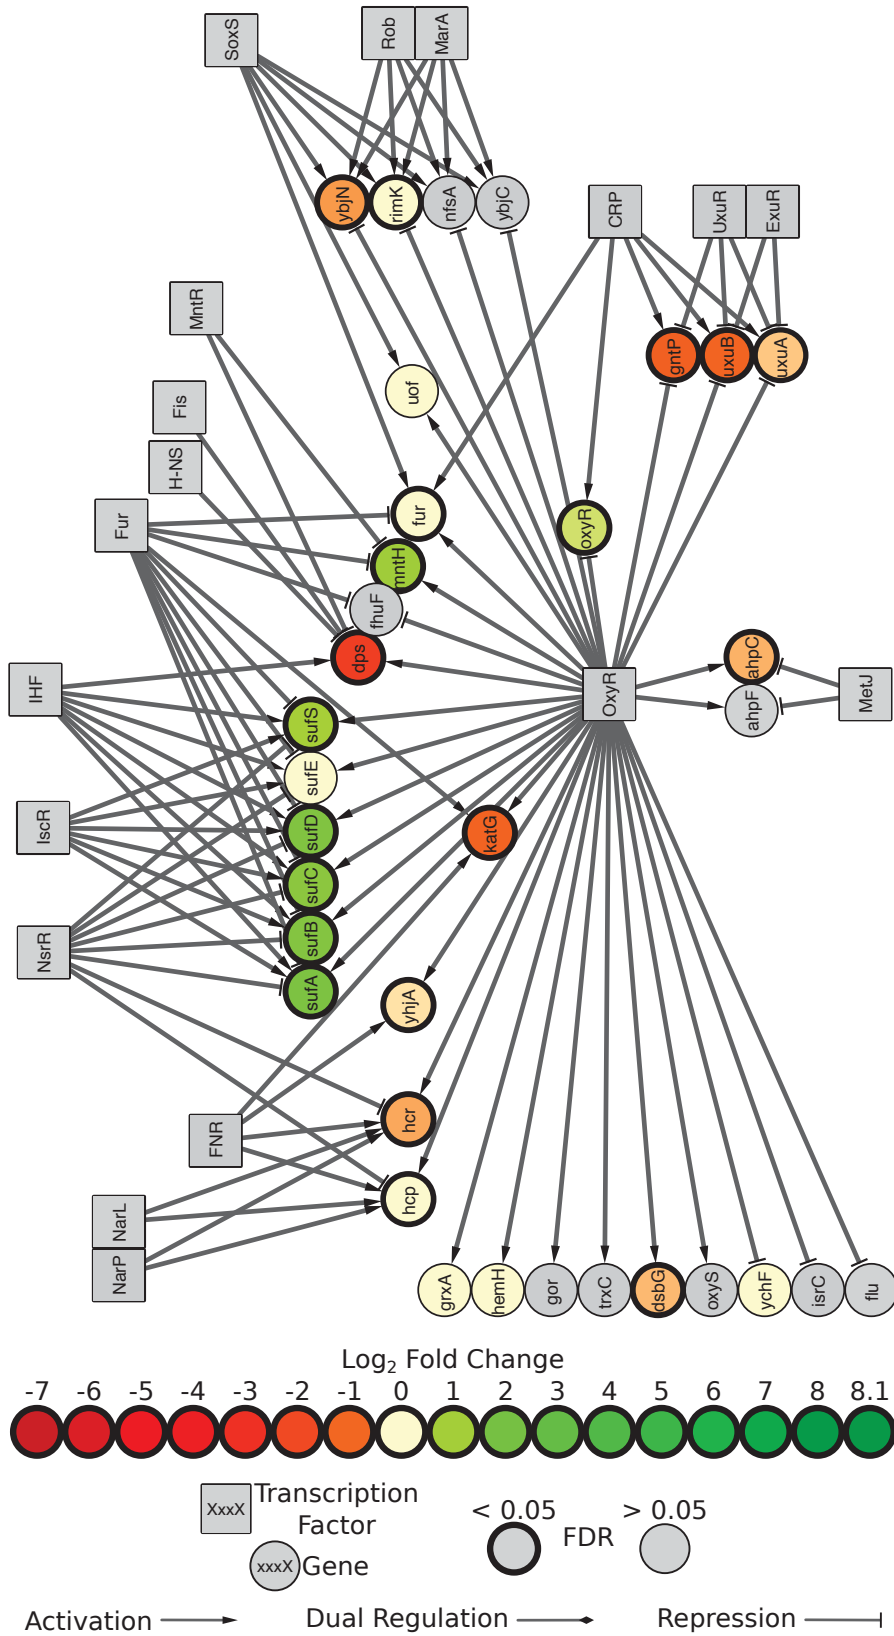 SoxS
Rob
MarA
ybjN
rimK
nfsA
ybjC
CRP
UxuR
ExuR
MntR
gntP
uxuB
uxuA
uof
Fis
H-NS
Fur
fur
oxyR
mntH
fhuF
dps
IHF
OxyR
ahpC
ahpF
MetJ
sufS
sufE
sufD
sufC
sufB
sufA
IscR
katG
NsrR
yhjA
FNR
hcr
hcp
NarL
NarP
grxA
hemH
gor
trxC
dsbG
oxyS
ychF
isrC
flu
Log2 Fold Change
-7 -6 -5 -4 -3 -2 -1 0 1 2 3 4 5 6 7 8 8.1
XxxX Transcription Factor
xxxX Gene
< 0.05 FDR > 0.05
Activation Dual Regulation Repression